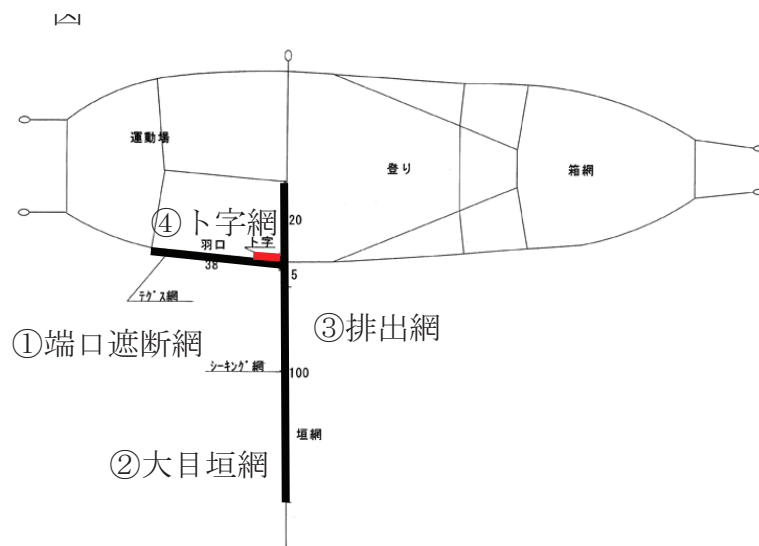 図
運動場
登り
箱網
④ト字網
20
羽口
ト字
38
5
テグス網
①端口遮断網
③排出網
シーキング網
100
垣網
②大目垣網